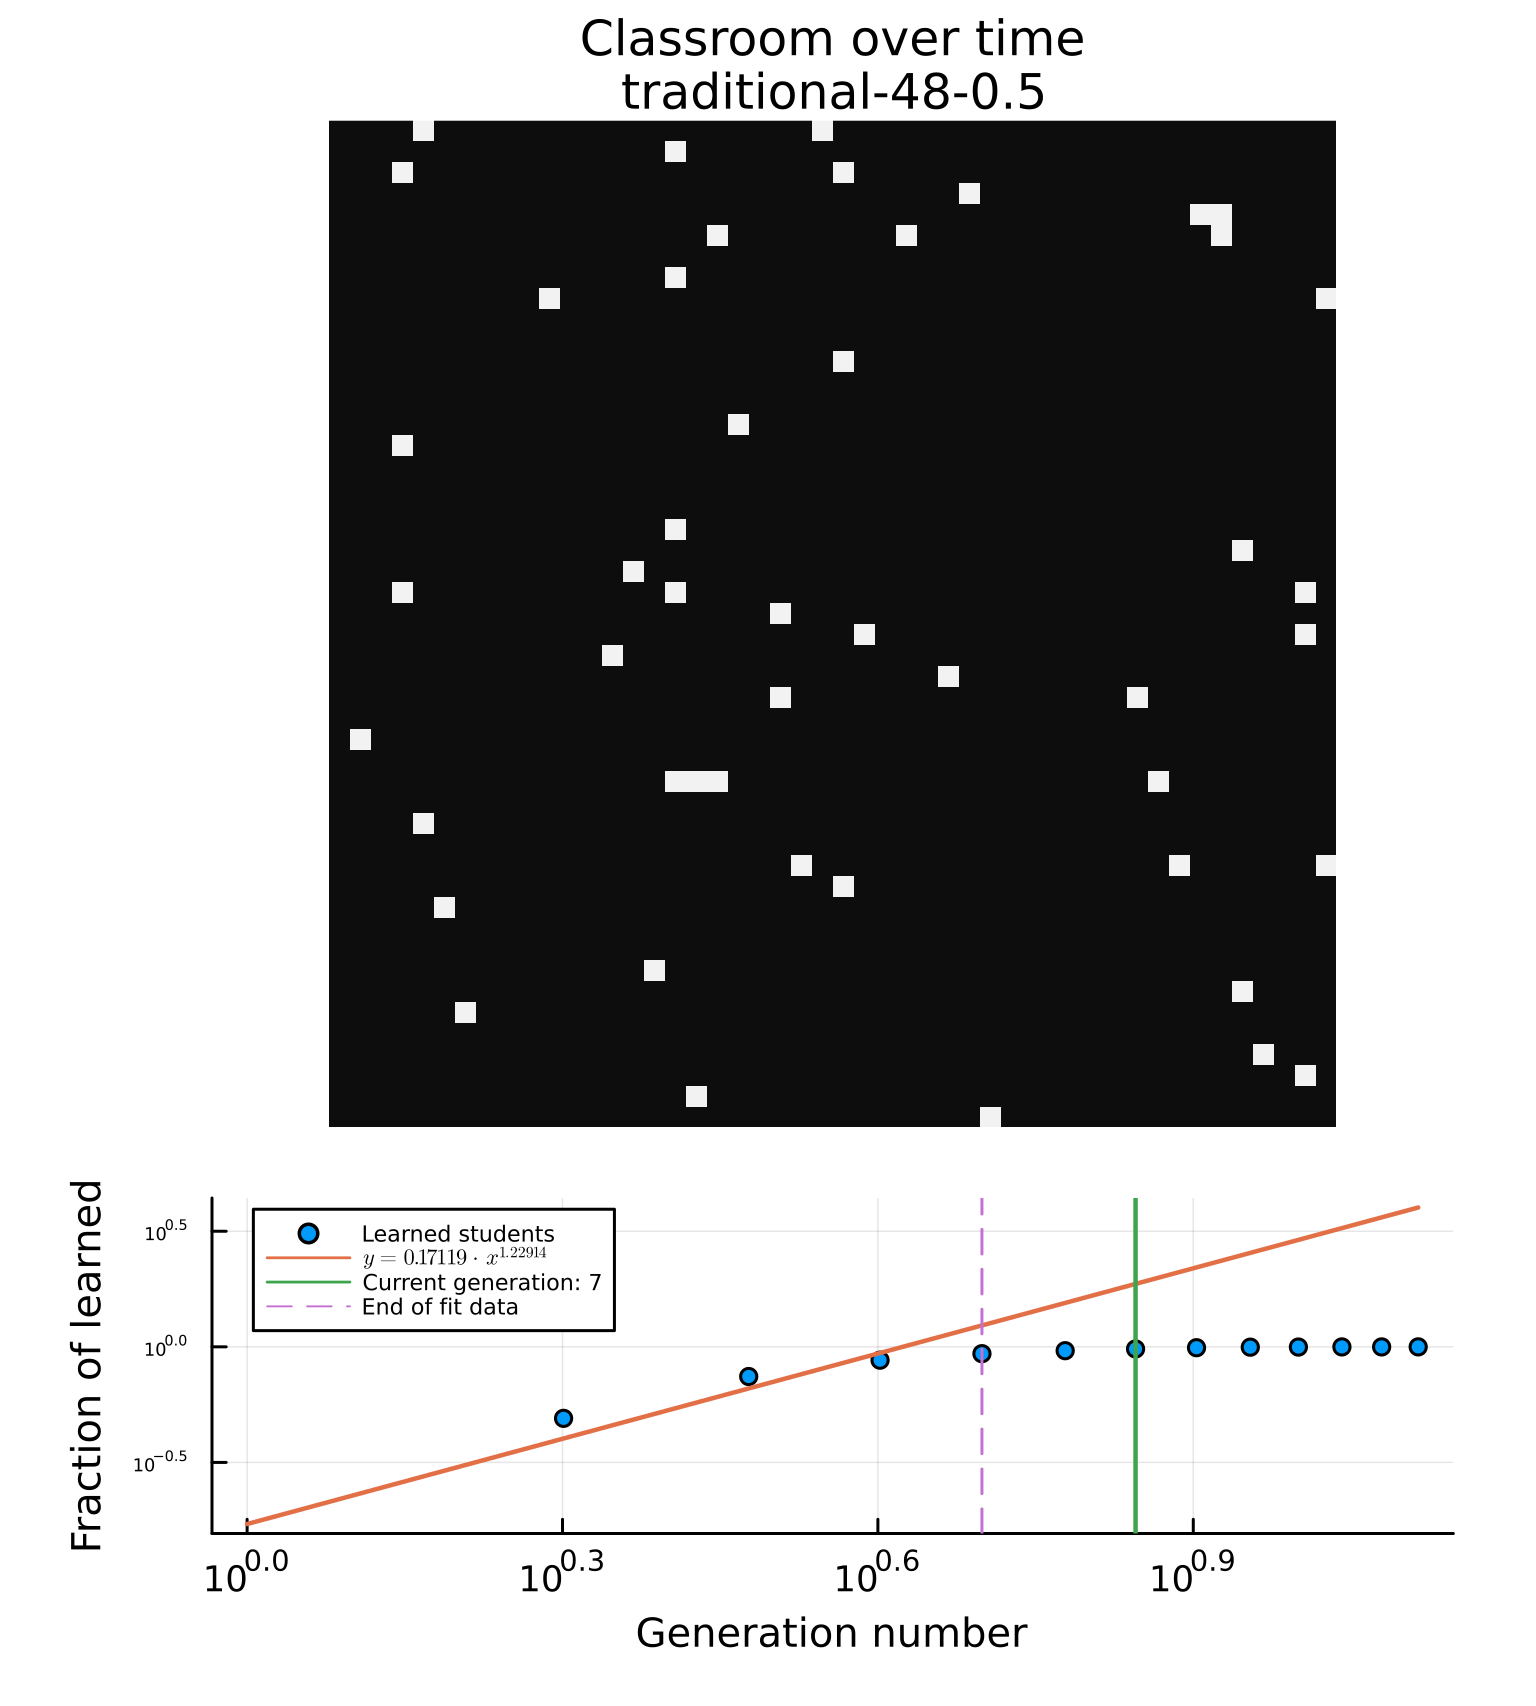 Classroom over time
traditional-48-0.5
Fraction of learned
10^0.5
10^0.0
10^−0.5
Learned students
y = 0.17119 · x^1.22914
Current generation: 7
End of fit data
10^0.0 10^0.3 10^0.6 10^0.9
Generation number